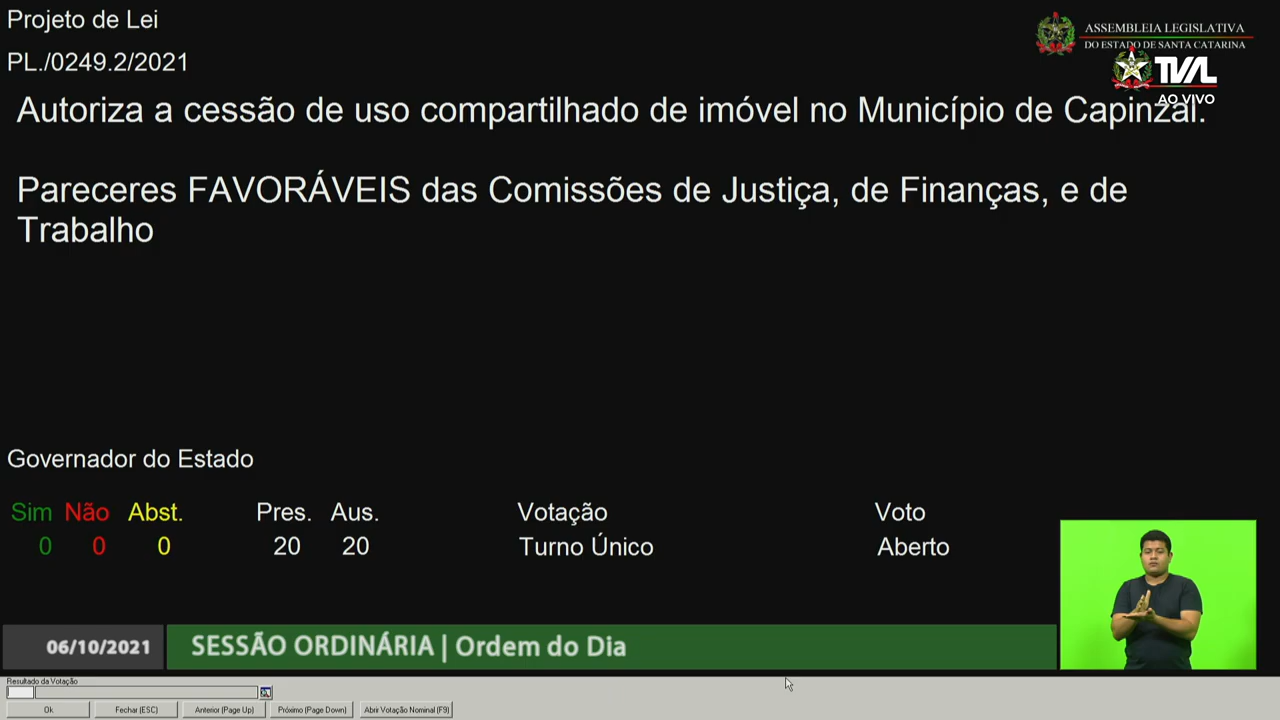 Projeto de Lei
ASSEMBLEIA LEGISLATIVA
DO ESTADO DE SANTA CATARINA
PL./0249.2/2021
TVAL
AO VIVO
Autoriza a cessão de uso compartilhado de imóvel no Município de Capinzal.
Pareceres FAVORÁVEIS das Comissões de Justiça, de Finanças, e de
Trabalho
Governador do Estado
Sim Não Abst. Pres. Aus. Votação Voto
0 0 0 20 20 Turno Único Aberto
06/10/2021 SESSÃO ORDINÁRIA | Ordem do Dia
Resultado da Votação
Ok Fechar (ESC) Anterior (Page Up) Próximo (Page Down) Abrir Votação Nominal (F9)